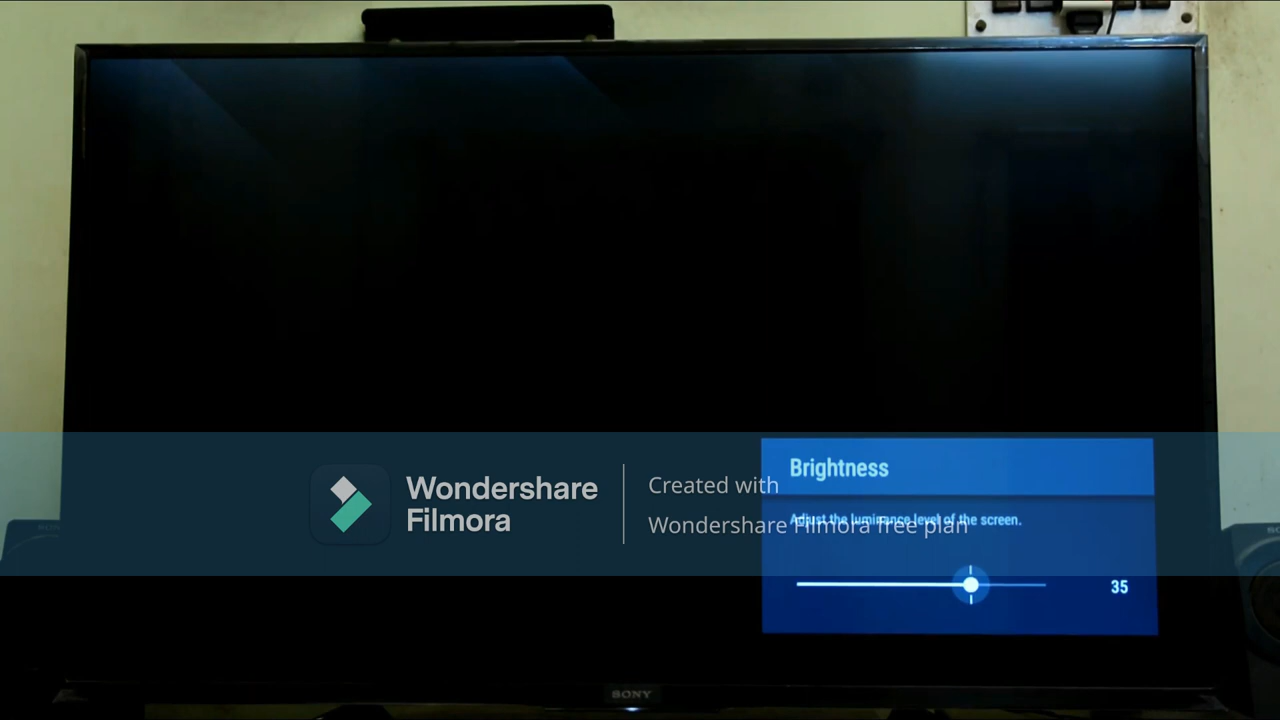 Brightness
Adjust the luminance level of the screen.
35
Wondershare
Filmora
Created with
Wondershare Filmora free plan
SONY